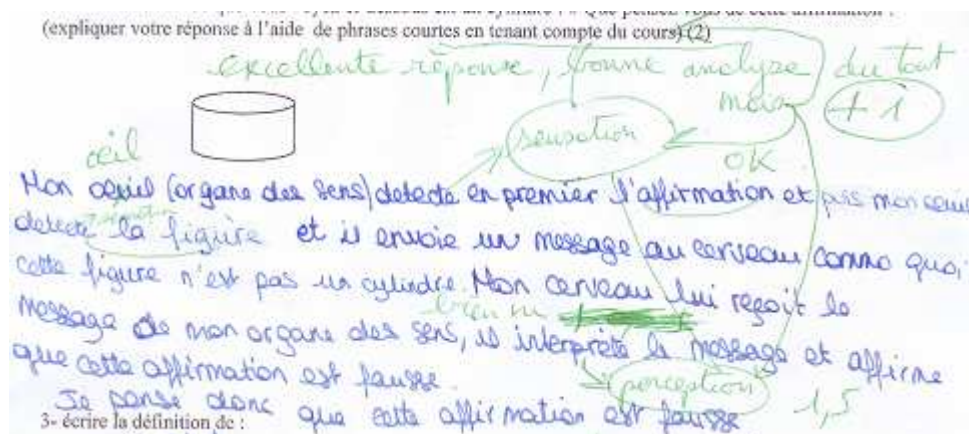 (expliquer votre réponse à l'aide de phrases courtes en tenant compte du cours) (2)
excellente réponse, bonne analyse du tout
mais +1
sensation
œil OK
Mon oeuil (organe des sens) detecte en premier l'affirmation et puis mon oeuil
detecte la figure et il envoie un message au cerveau comme quoi
cette figure n'est pas un cylindre. Mon cerveau lui reçoit le
bien vu
message de mon organe des sens, il interprète le message et affirme
que cette affirmation est fausse.
perception
1,5
Je pense donc que cette affirmation est fausse
3- écrire la définition de :